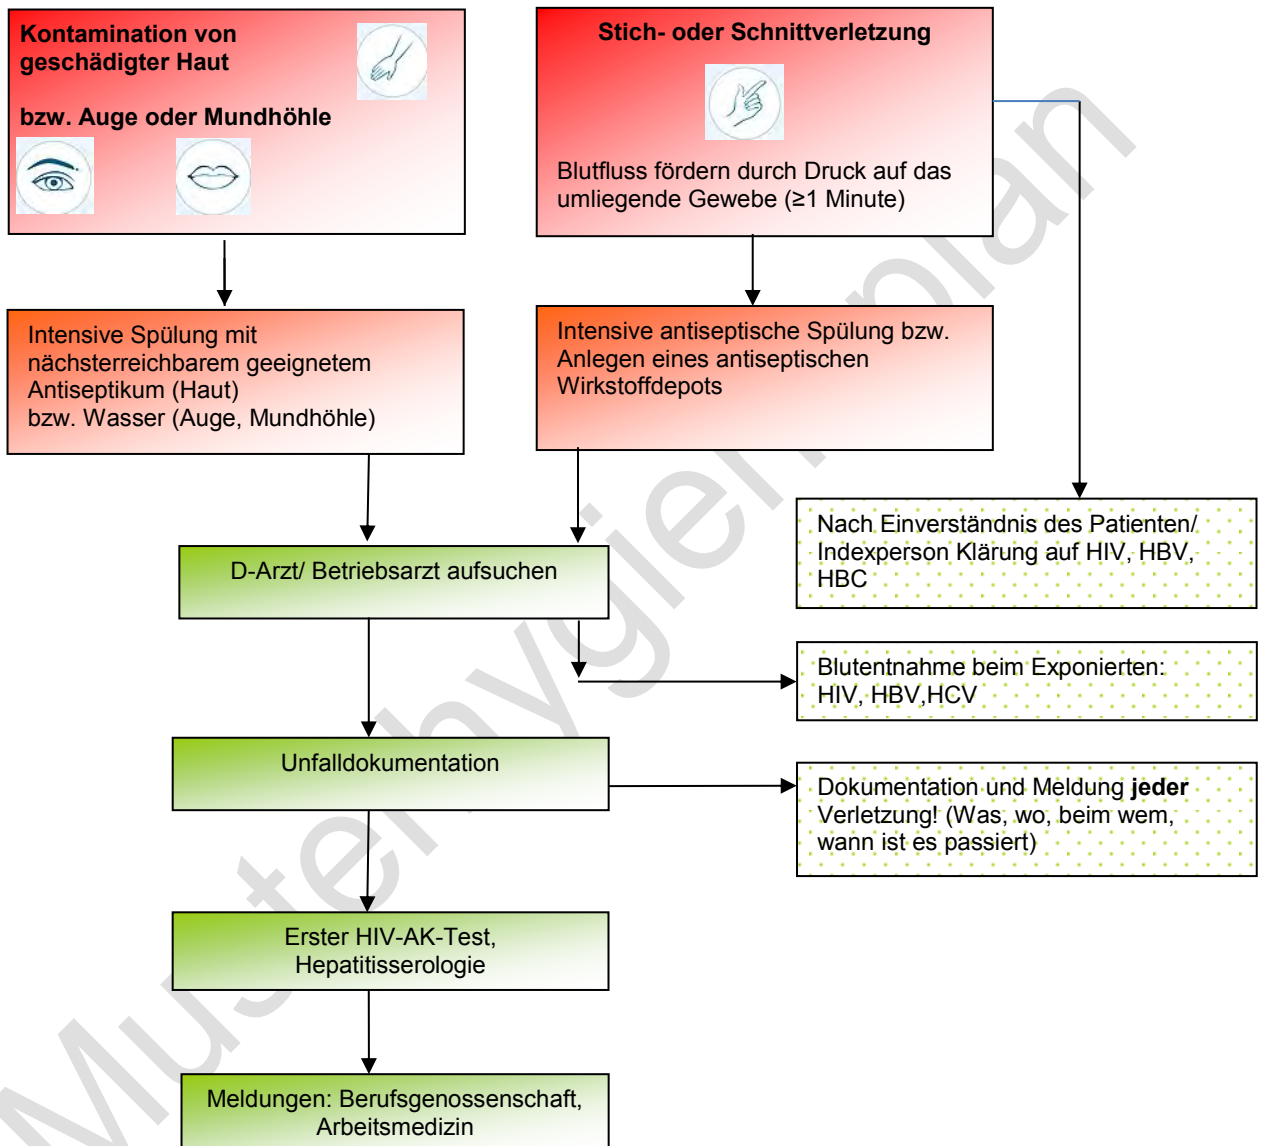 Kontamination von
geschädigter Haut
bzw. Auge oder Mundhöhle
Stich- oder Schnittverletzung
Blutfluss fördern durch Druck auf das
umliegende Gewebe (≥1 Minute)
Intensive Spülung mit
nächsterreichbarem geeignetem
Antiseptikum (Haut)
bzw. Wasser (Auge, Mundhöhle)
Intensive antiseptische Spülung bzw.
Anlegen eines antiseptischen
Wirkstoffdepots
Nach Einverständnis des Patienten/
Indexperson Klärung auf HIV, HBV,
HBC
D-Arzt/ Betriebsarzt aufsuchen
Blutentnahme beim Exponierten:
HIV, HBV,HCV
Unfalldokumentation
Dokumentation und Meldung jeder
Verletzung! (Was, wo, beim wem,
wann ist es passiert)
Erster HIV-AK-Test,
Hepatitisserologie
Meldungen: Berufsgenossenschaft,
Arbeitsmedizin
Musterhygieneplan